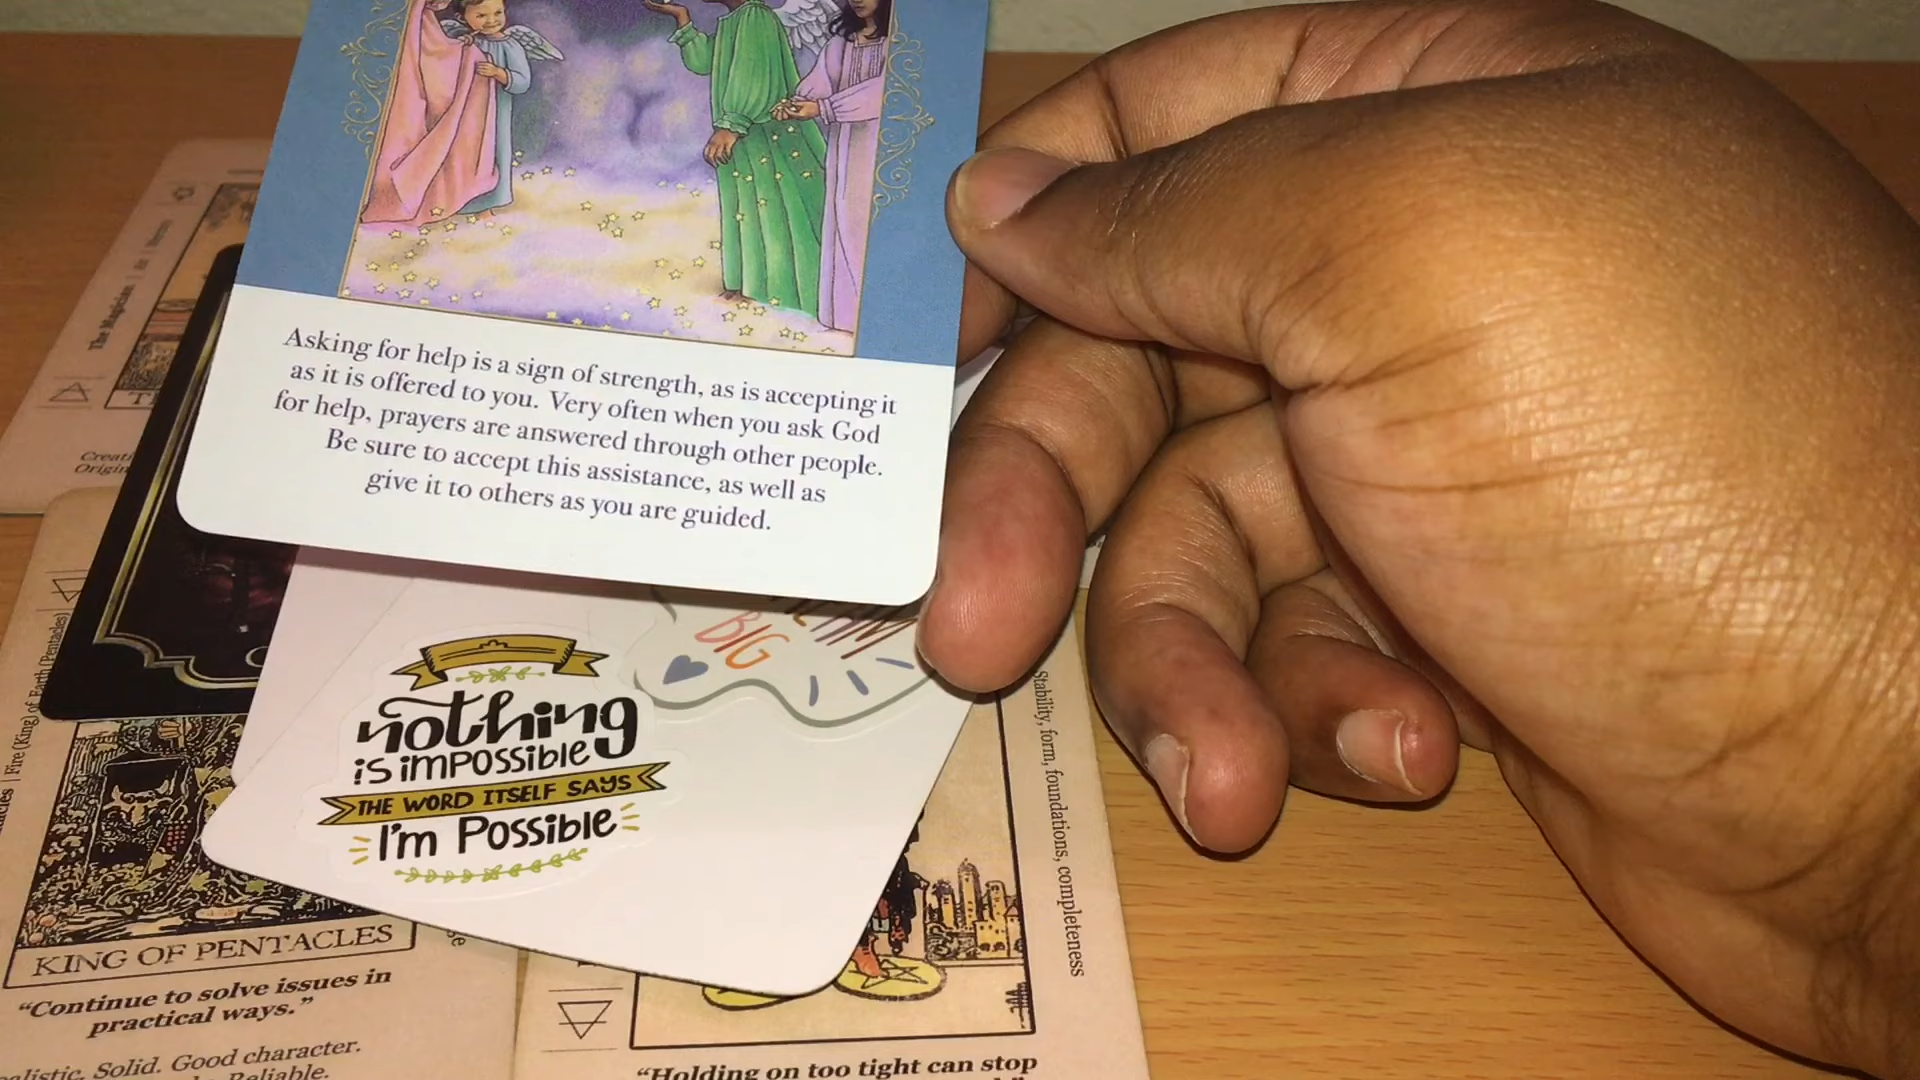 Asking for help is a sign of strength, as is accepting it
as it is offered to you. Very often when you ask God
for help, prayers are answered through other people.
Be sure to accept this assistance, as well as
give it to others as you are guided.
BIG
nothing
is impossible
THE WORD ITSELF SAYS
I'm Possible
The Magician
Fire (King) of Earth (Pentacles)
KING OF PENTACLES
"Continue to solve issues in
practical ways."
Solid. Good character.
Reliable.
Stability, form, foundations, completeness
"Holding on too tight can stop